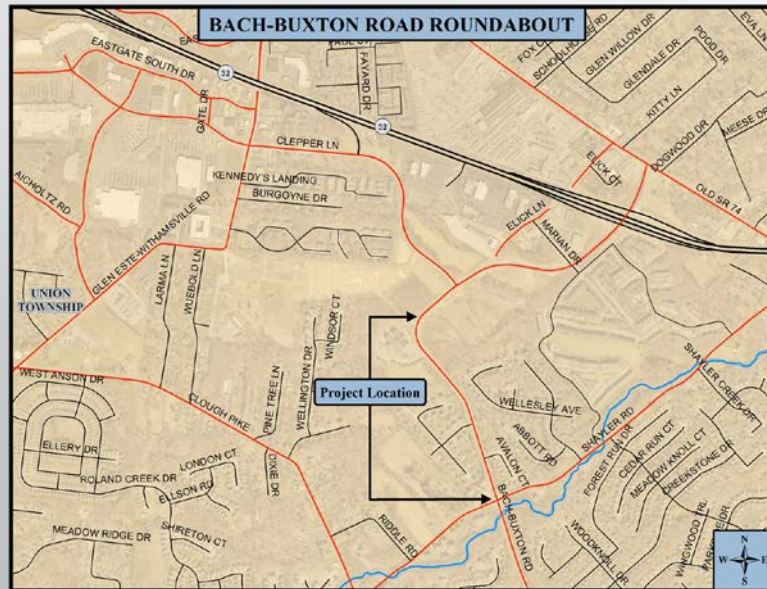 BACH-BUXTON ROAD ROUNDABOUT
EASTGATE SOUTH DR
32
GATE DR
FAYARD DR
FOX
SCHOOLHOUSE RD
GLEN WILLOW DR
GLENDALE DR
POOD DR
EVA LN
KITTY LN
MEESE DR
DOGWOOD DR
32
CLEPPER LN
ELICK CT
OLD SR 74
AICHOLTZ RD
KENNEDY'S LANDING
BURGOYNE DR
ELICK LN
MARIAN DR
GLEN ESTE-WITHAMSVILLE RD
LARMA LN
WUEBOLD LN
UNION
TOWNSHIP
WINDSOR CT
WELLINGTON DR
PINE TREE LN
WEST ANSON DR
CLOUGH PIKE
Project Location
WELLESLEY AVE
ABBOTT RD
AVALON CT
SHAYLER RD
SHAYLER CREEK DR
FOREST RUN DR
CEDAR RUN CT
MEADOW KNOLL CT
CREEKSTONE DR
ELLERY DR
LONDON CT
ROLAND CREEK DR
ELLSON RD
DIXIE DR
SHIRETON CT
MEADOW RIDGE DR
RIDDLE RD
BACH-BUXTON RD
WOODKNOLL DR
WINGWOOD TRL
N
W
E
S